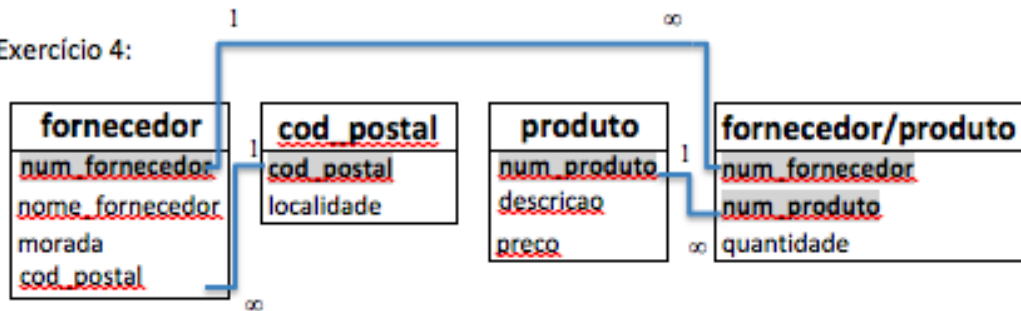 1 ∞
Exercício 4:
fornecedor
num_fornecedor
nome_fornecedor
morada
cod_postal
1
∞
cod_postal
cod_postal
localidade
produto
num_produto
descricao
preco
1
∞
fornecedor/produto
num_fornecedor
num_produto
quantidade